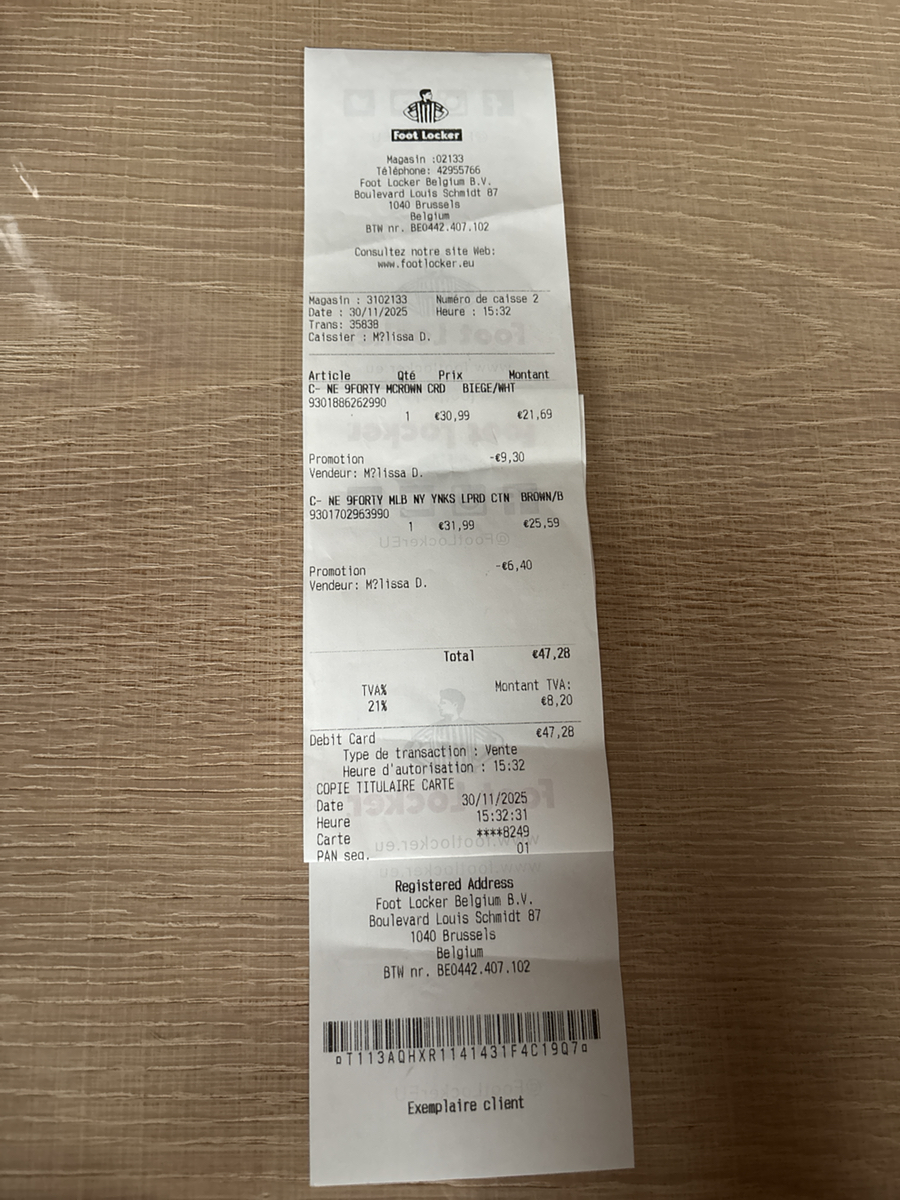 Foot Locker
Magasin :02133
Téléphone: 42955766
Foot Locker Belgium B.V.
Boulevard Louis Schmidt 87
1040 Brussels
Belgium
BTW nr. BE0442.407.102
Consultez notre site Web:
www.footlocker.eu
Magasin : 3102133 Numéro de caisse 2
Date : 30/11/2025 Heure : 15:32
Trans: 35838
Caissier : M?lissa D.
Article Qté Prix Montant
C- NE 9FORTY MCROWN CRD BIEGE/WHT
9301886262990
1 €30,99 €21,69
Promotion -€9,30
Vendeur: M?lissa D.
C- NE 9FORTY MLB NY YNKS LPRD CTN BROWN/B
9301702963990
1 €31,99 €25,59
Promotion -€6,40
Vendeur: M?lissa D.
Total €47,28
TVA% Montant TVA:
21% €8,20
Debit Card €47,28
Type de transaction : Vente
Heure d'autorisation : 15:32
COPIE TITULAIRE CARTE
Date 30/11/2025
Heure 15:32:31
Carte ****8249
PAN seq. 01
Registered Address
Foot Locker Belgium B.V.
Boulevard Louis Schmidt 87
1040 Brussels
Belgium
BTW nr. BE0442.407.102
¤T113AQHXR1141431F4C19Q7¤
Exemplaire client